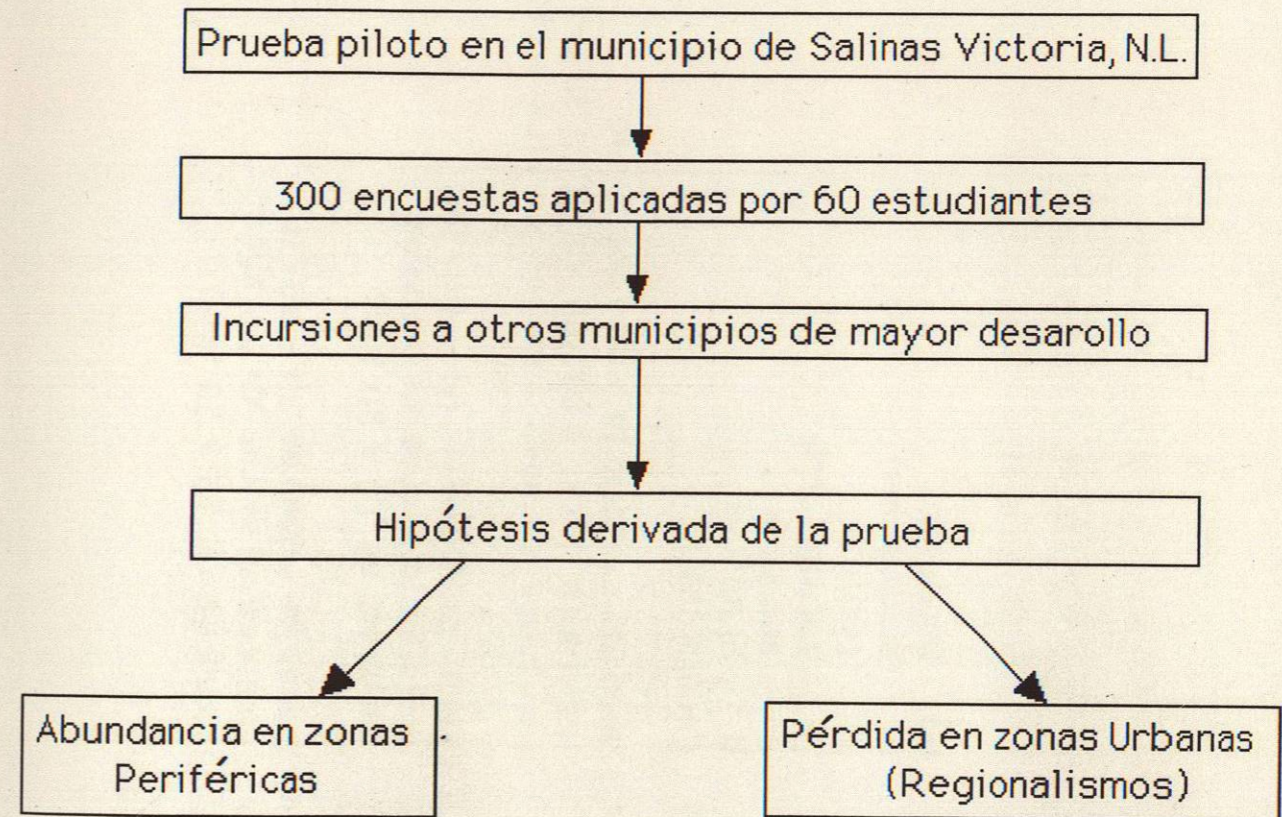 Prueba piloto en el municipio de Salinas Victoria, N.L.
300 encuestas aplicadas por 60 estudiantes
Incursiones a otros municipios de mayor desarollo
Hipótesis derivada de la prueba
Abundancia en zonas
Periféricas
Pérdida en zonas Urbanas
(Regionalismos)